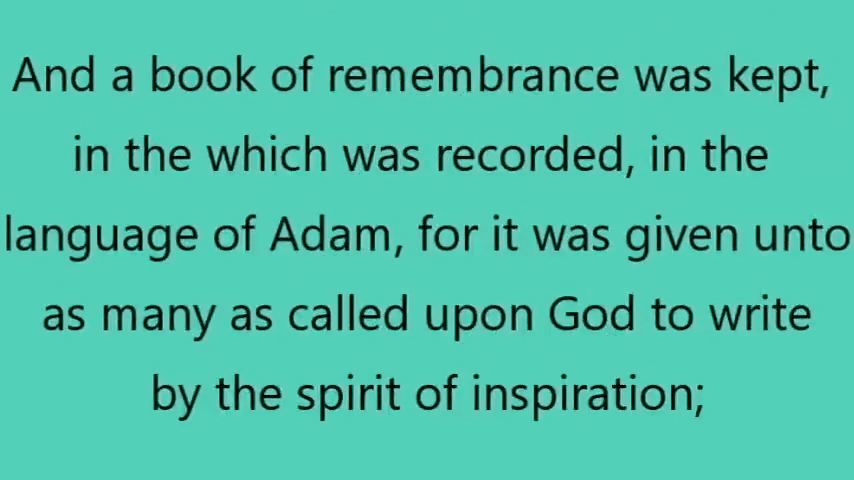 And a book of remembrance was kept,
in the which was recorded, in the
language of Adam, for it was given unto
as many as called upon God to write
by the spirit of inspiration;